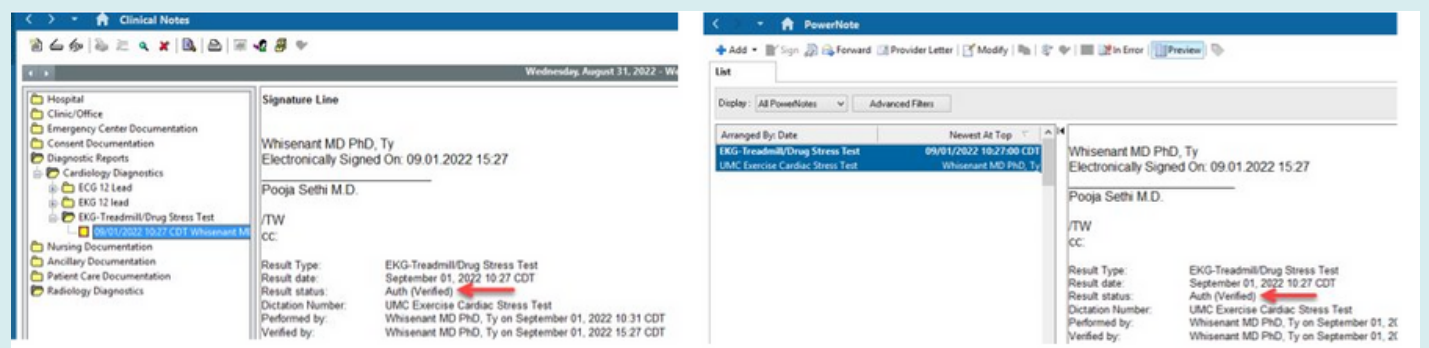 Clinical Notes
Wednesday, August 31, 2022 - We
Hospital
Clinic/Office
Emergency Center Documentation
Consent Documentation
Diagnostic Reports
Cardiology Diagnostics
ECG 12 Lead
EKG 12 lead
EKG-Treadmill/Drug Stress Test
09/01/2022 10:27 CDT Whisenant M
Nursing Documentation
Ancillary Documentation
Patient Care Documentation
Radiology Diagnostics
Signature Line
Whisenant MD PhD, Ty
Electronically Signed On: 09.01.2022 15:27
Pooja Sethi M.D.
/TW
cc:
Result Type: EKG-Treadmill/Drug Stress Test
Result date: September 01, 2022 10:27 CDT
Result status: Auth (Verified)
Dictation Number: UMC Exercise Cardiac Stress Test
Performed by: Whisenant MD PhD, Ty on September 01, 2022 10:31 CDT
Verified by: Whisenant MD PhD, Ty on September 01, 2022 15:27 CDT
PowerNote
Add Sign Forward Provider Letter Modify In Error Preview
List
Display: All PowerNotes Advanced Filters
Arranged By: Date Newest At Top
EKG-Treadmill/Drug Stress Test 09/01/2022 10:27:00 CDT
UMC Exercise Cardiac Stress Test Whisenant MD PhD, Ty
Whisenant MD PhD, Ty
Electronically Signed On: 09.01.2022 15:27
Pooja Sethi M.D.
/TW
cc:
Result Type: EKG-Treadmill/Drug Stress Test
Result date: September 01, 2022 10:27 CDT
Result status: Auth (Verified)
Dictation Number: UMC Exercise Cardiac Stress Test
Performed by: Whisenant MD PhD, Ty on September 01, 20
Verified by: Whisenant MD PhD, Ty on September 01, 20